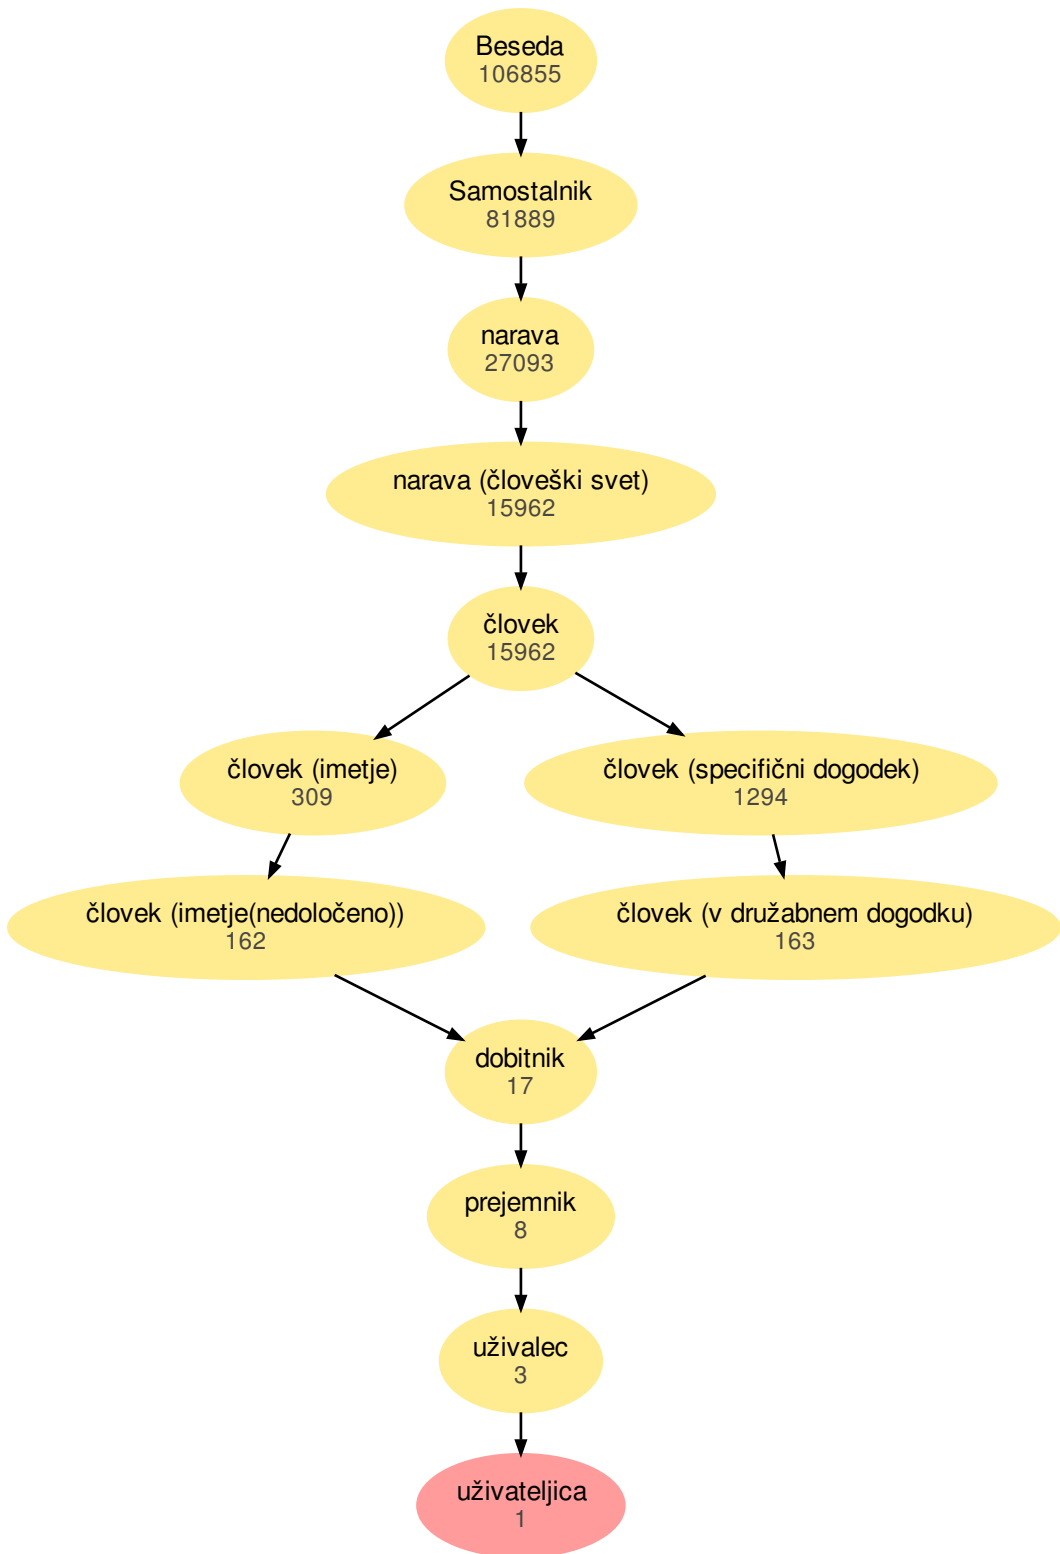 Beseda
106855
Samostalnik
81889
narava
27093
narava (človeški svet)
15962
človek
15962
človek (imetje)
309
človek (specifični dogodek)
1294
človek (imetje(nedoločeno))
162
človek (v družabnem dogodku)
163
dobitnik
17
prejemnik
8
uživalec
3
uživateljica
1